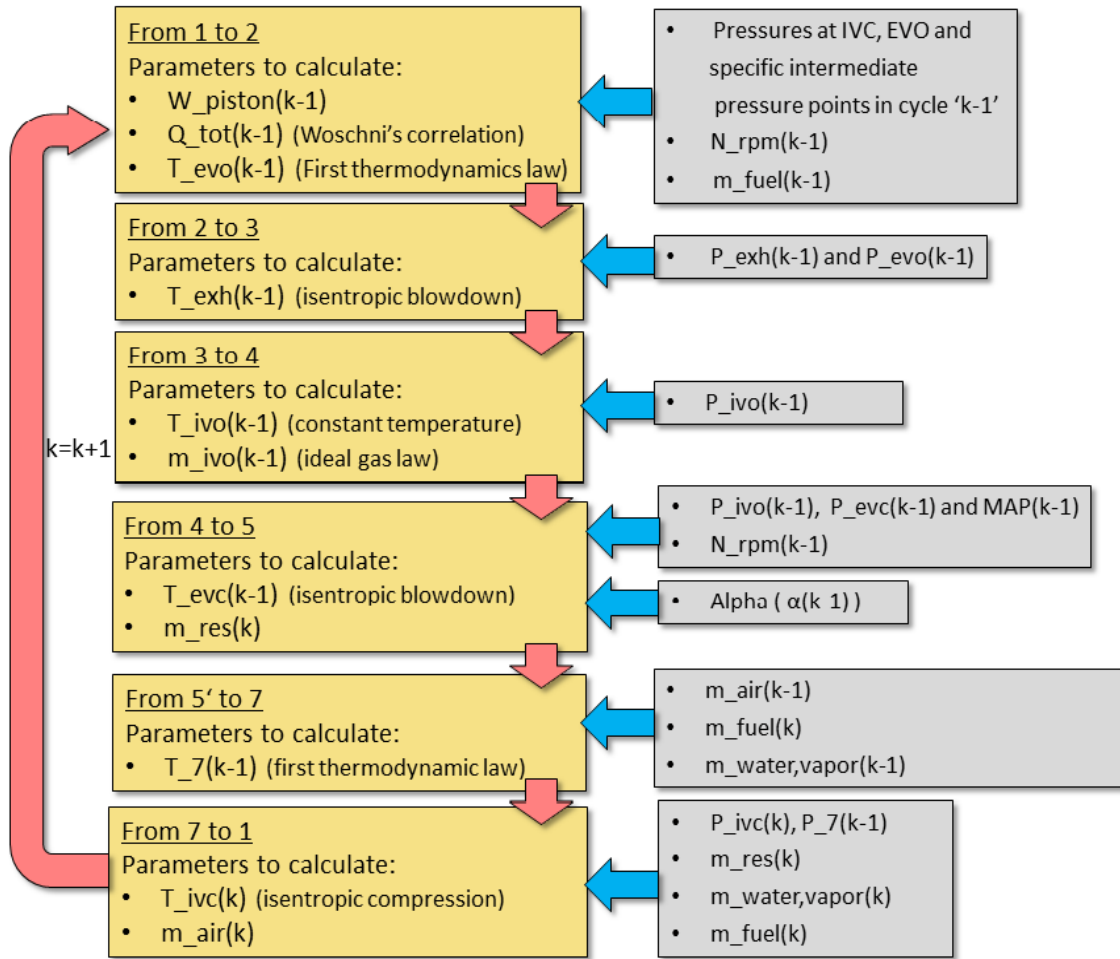 From 1 to 2
Parameters to calculate:
• W_piston(k-1)
• Q_tot(k-1) (Woschni's correlation)
• T_evo(k-1) (First thermodynamics law)
• Pressures at IVC, EVO and
specific intermediate
pressure points in cycle 'k-1'
• N_rpm(k-1)
• m_fuel(k-1)
From 2 to 3
Parameters to calculate:
• T_exh(k-1) (isentropic blowdown)
• P_exh(k-1) and P_evo(k-1)
From 3 to 4
Parameters to calculate:
• T_ivo(k-1) (constant temperature)
• m_ivo(k-1) (ideal gas law)
• P_ivo(k-1)
k=k+1
From 4 to 5
Parameters to calculate:
• T_evc(k-1) (isentropic blowdown)
• m_res(k)
• P_ivo(k-1), P_evc(k-1) and MAP(k-1)
• N_rpm(k-1)
• Alpha ( α(k 1) )
From 5' to 7
Parameters to calculate:
• T_7(k-1) (first thermodynamic law)
• m_air(k-1)
• m_fuel(k)
• m_water,vapor(k-1)
From 7 to 1
Parameters to calculate:
• T_ivc(k) (isentropic compression)
• m_air(k)
• P_ivc(k), P_7(k-1)
• m_res(k)
• m_water,vapor(k)
• m_fuel(k)